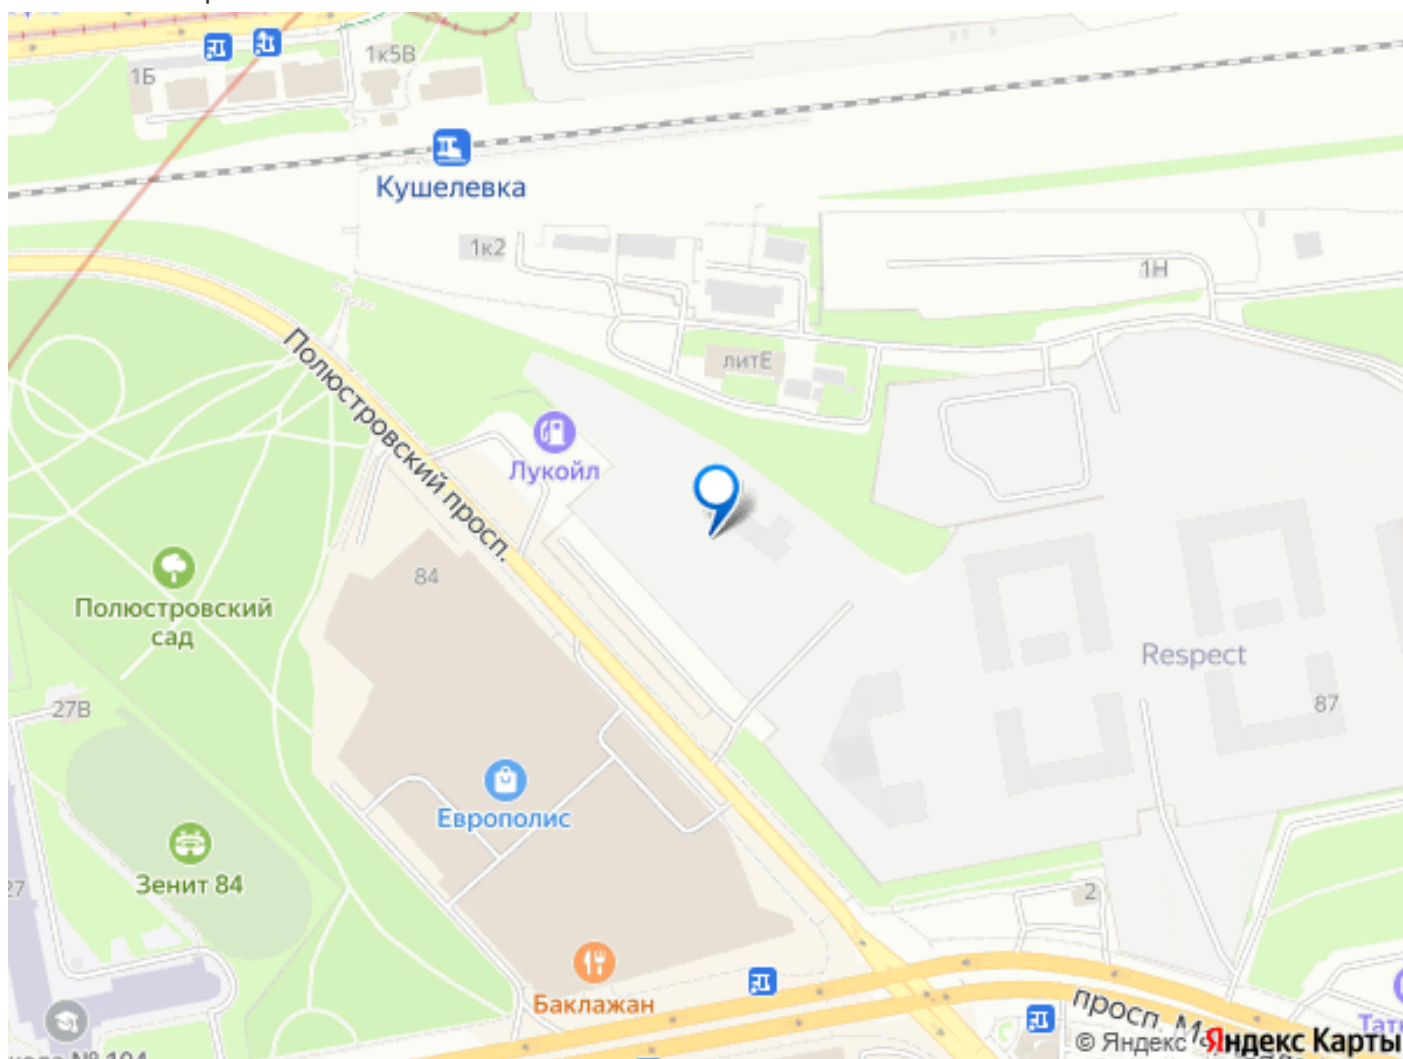 1Б
1к5В
Кушелевка
1к2
1Н
литЕ
Полюстровский просп.
Лукойл
84
Полюстровский
сад
Respect
27В
87
Европолис
Зенит 84
27
2
Баклажан
просп. М
© Яндекс Яндекс Карты